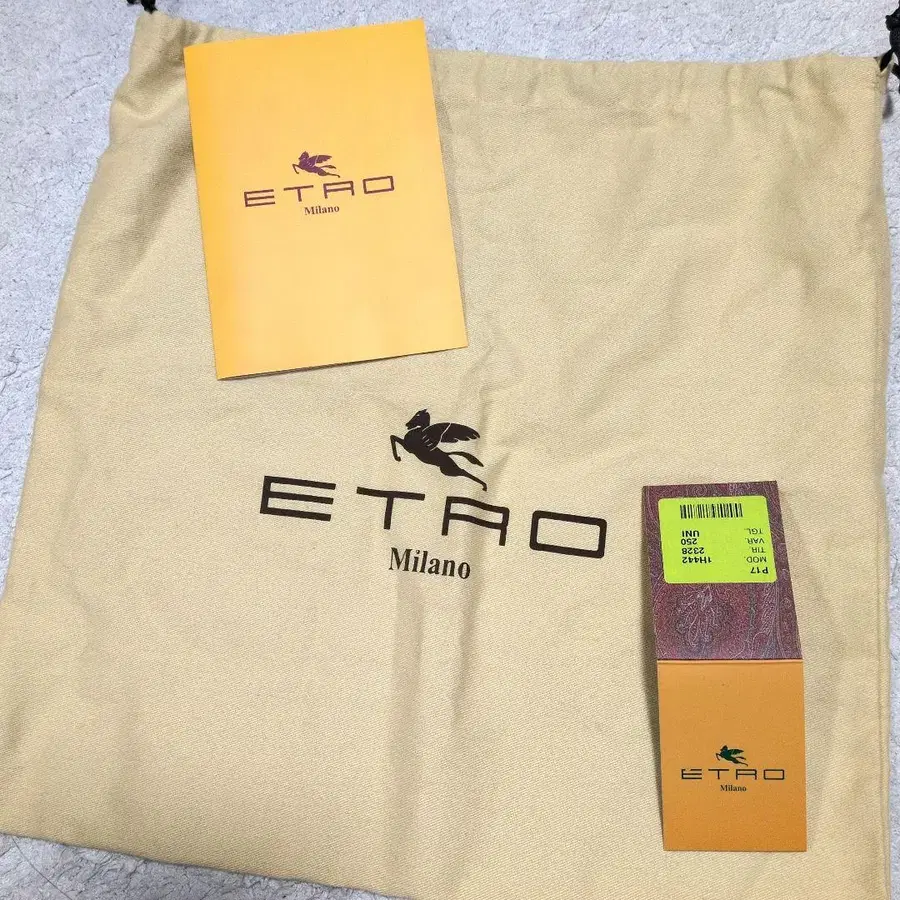 ETRO
Milano
ETRO
Milano
P17
MOD. 1H442
TIR. 2328
VAR. 250
TGL. UNI
ETRO
Milano